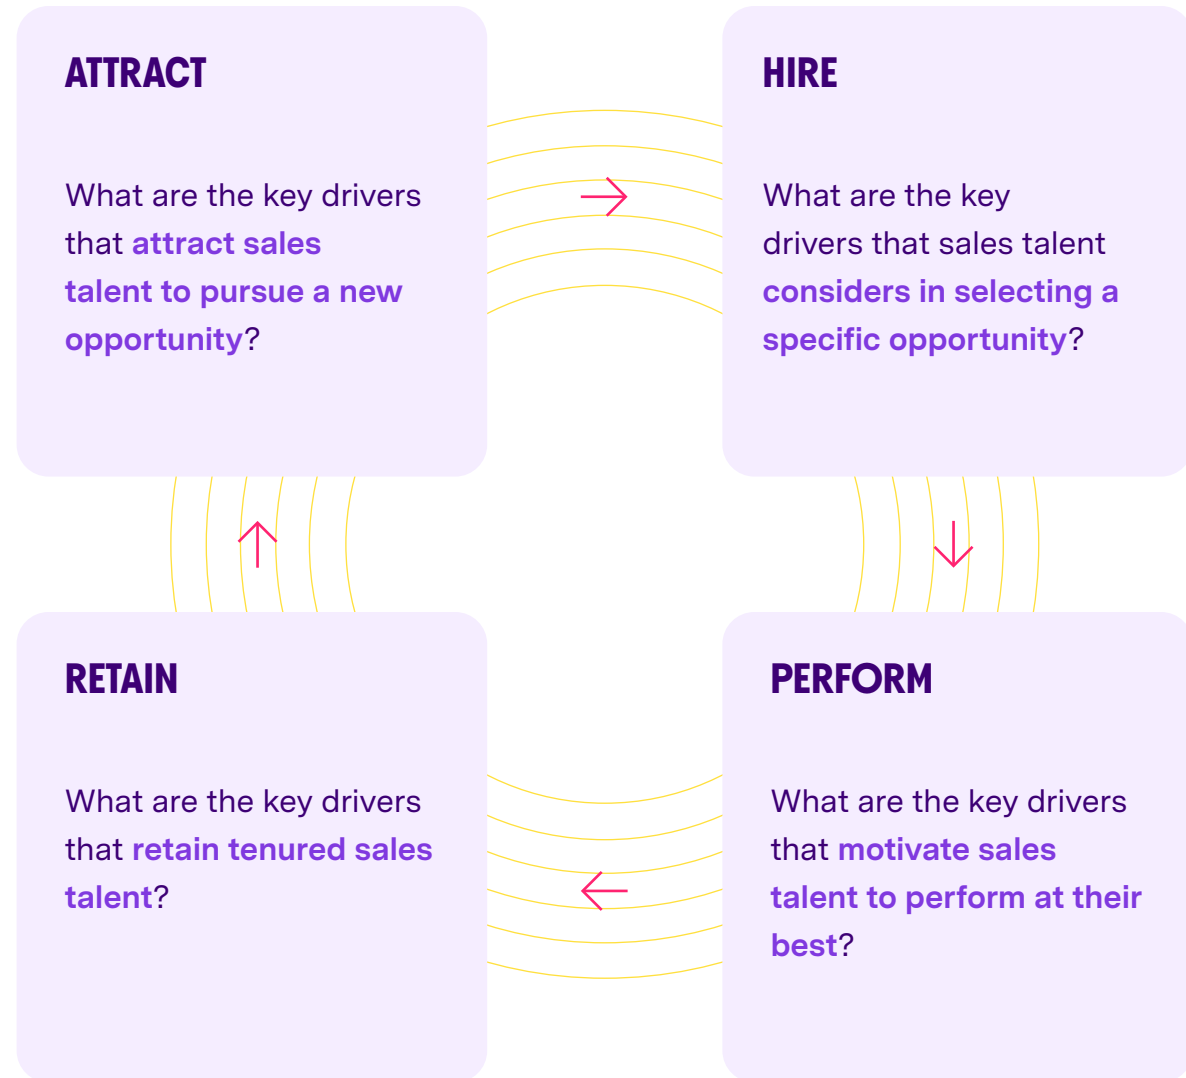 ATTRACT
What are the key drivers
that attract sales
talent to pursue a new
opportunity?
HIRE
What are the key
drivers that sales talent
considers in selecting a
specific opportunity?
RETAIN
What are the key drivers
that retain tenured sales
talent?
PERFORM
What are the key drivers
that motivate sales
talent to perform at their
best?